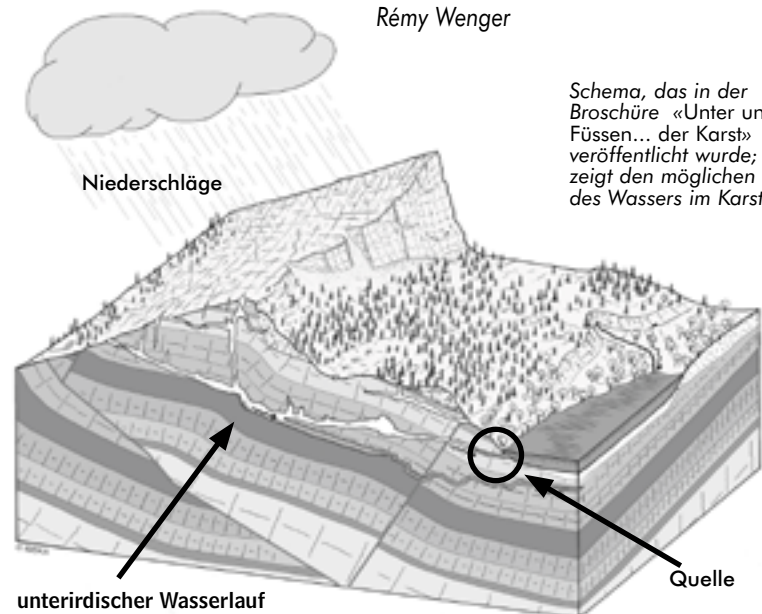 Rémy Wenger
Schema, das in der
Broschüre «Unter un
Füssen... der Karst»
veröffentlicht wurde;
zeigt den möglichen
des Wassers im Karst
Niederschläge
Quelle
unterirdischer Wasserlauf